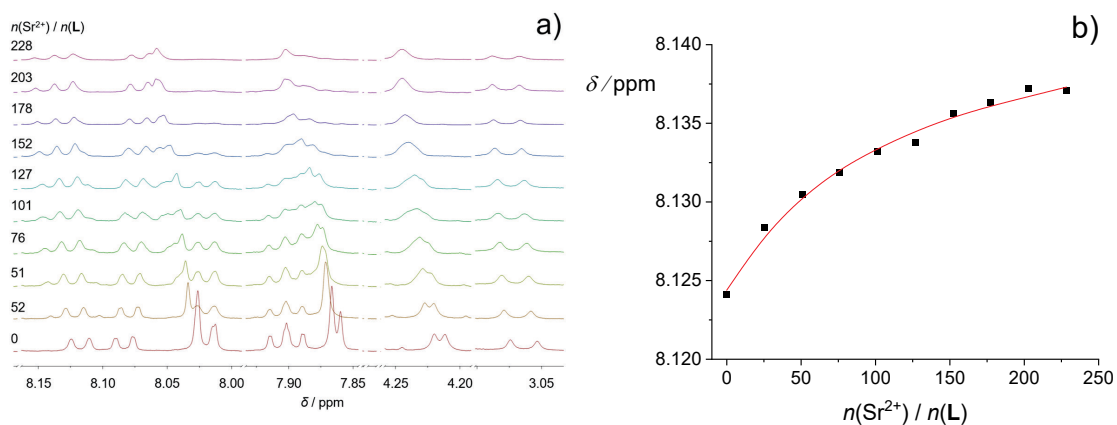 a)
n(Sr²⁺) / n(L)
228
203
178
152
127
101
76
51
52
0
8.15 8.10 8.05 8.00 7.90 7.85 4.25 4.20 3.05
δ / ppm
b)
8.140
δ / ppm
8.135
8.130
8.125
8.120
0 50 100 150 200 250
n(Sr²⁺) / n(L)